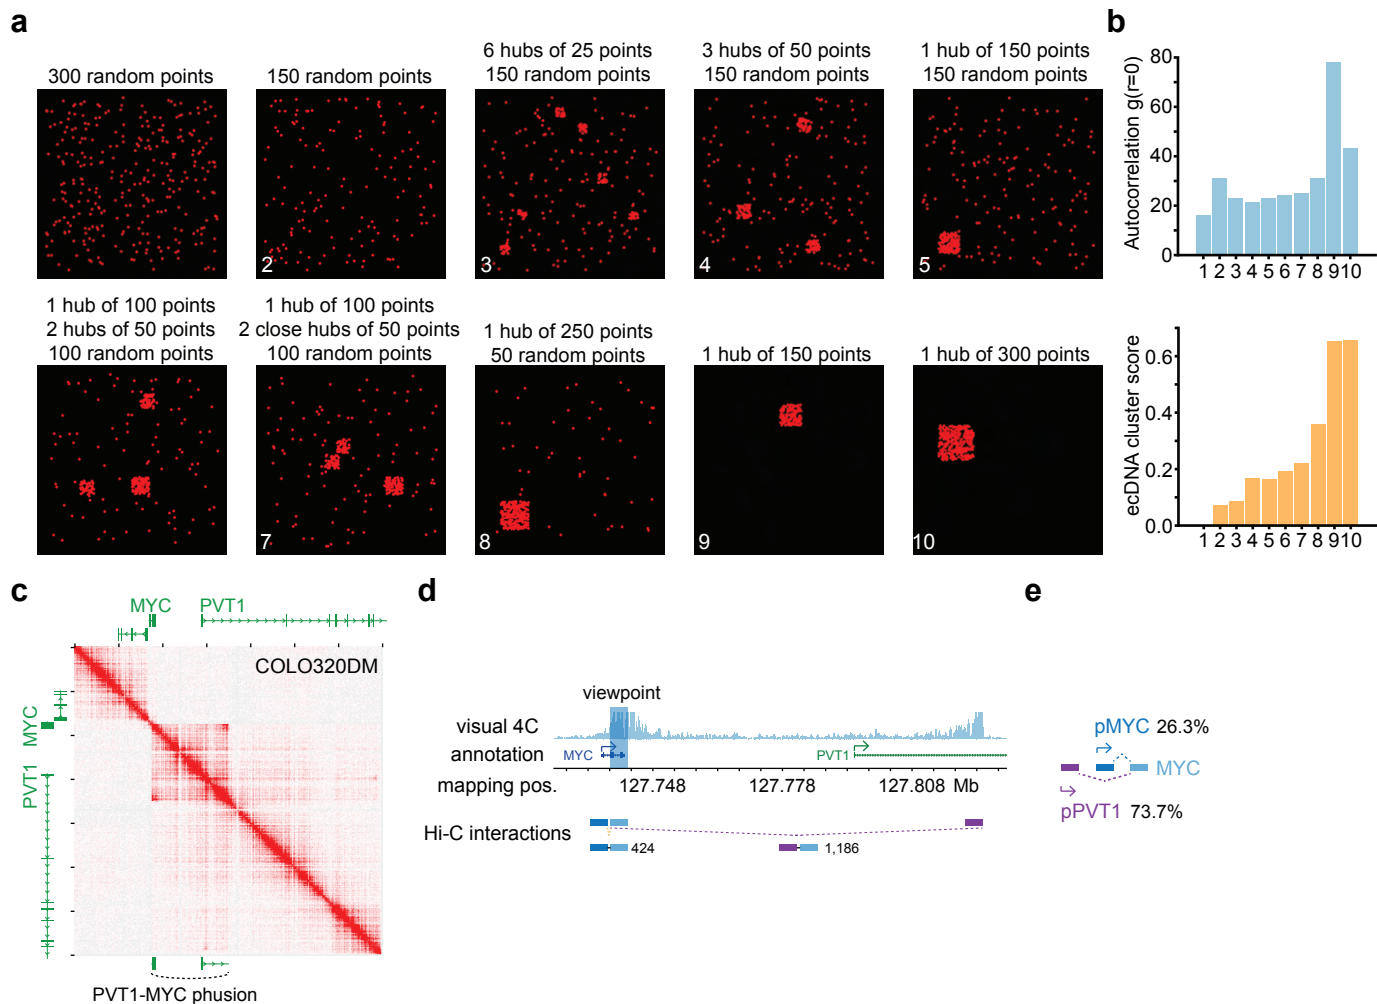 a
300 random points
150 random points
2
6 hubs of 25 points
150 random points
3
3 hubs of 50 points
150 random points
4
1 hub of 150 points
150 random points
5
1 hub of 100 points
2 hubs of 50 points
100 random points
1 hub of 100 points
2 close hubs of 50 points
100 random points
7
1 hub of 250 points
50 random points
8
1 hub of 150 points
9
1 hub of 300 points
10
b
Autocorrelation g(r=0)
80
60
40
20
0
1 2 3 4 5 6 7 8 9 10
ecDNA cluster score
0.6
0.4
0.2
0.0
1 2 3 4 5 6 7 8 9 10
c
MYC PVT1
COLO320DM
MYC
PVT1
PVT1-MYC phusion
d
viewpoint
visual 4C
annotation MYC PVT1
mapping pos. 127.748 127.778 127.808 Mb
Hi-C interactions
424 1,186
e
pMYC 26.3%
MYC
pPVT1 73.7%